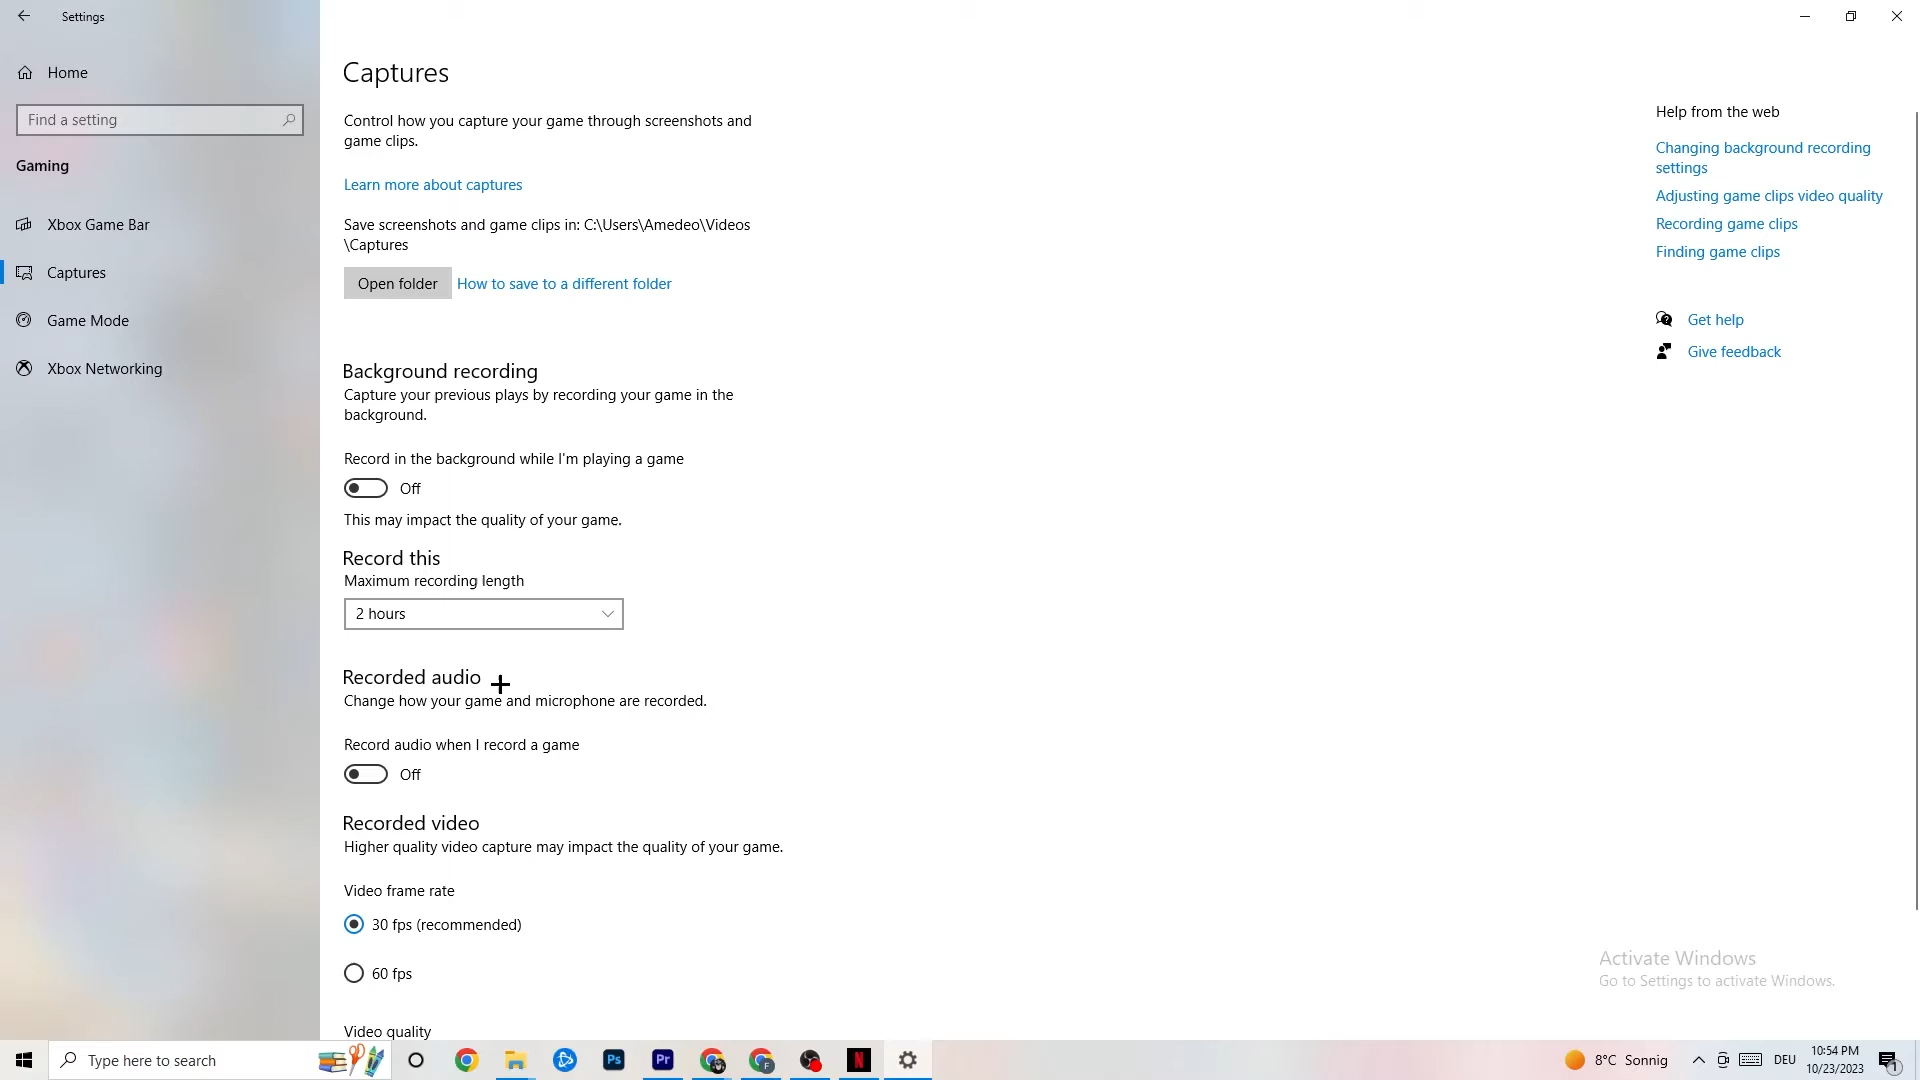 Settings
Home
Find a setting
Gaming
Xbox Game Bar
Captures
Game Mode
Xbox Networking
Captures
Control how you capture your game through screenshots and
game clips.
Learn more about captures
Save screenshots and game clips in: C:\Users\Amedeo\Videos
\Captures
Open folder
How to save to a different folder
Background recording
Capture your previous plays by recording your game in the
background.
Record in the background while I'm playing a game
Off
This may impact the quality of your game.
Record this
Maximum recording length
2 hours
Recorded audio
Change how your game and microphone are recorded.
Record audio when I record a game
Off
Recorded video
Higher quality video capture may impact the quality of your game.
Video frame rate
30 fps (recommended)
60 fps
Video quality
Help from the web
Changing background recording
settings
Adjusting game clips video quality
Recording game clips
Finding game clips
Get help
Give feedback
Activate Windows
Go to Settings to activate Windows.
Type here to search
Ps
Pr
F
N
8°C Sonnig
DEU
10:54 PM
10/23/2023
1